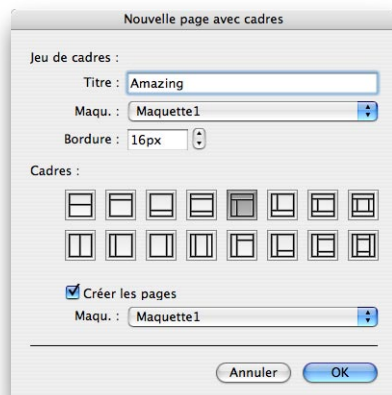 Nouvelle page avec cadres
Jeu de cadres :
Titre : Amazing
Maqu. : Maquette1
Bordure : 16px
Cadres :
Créer les pages
Maqu. : Maquette1
Annuler OK